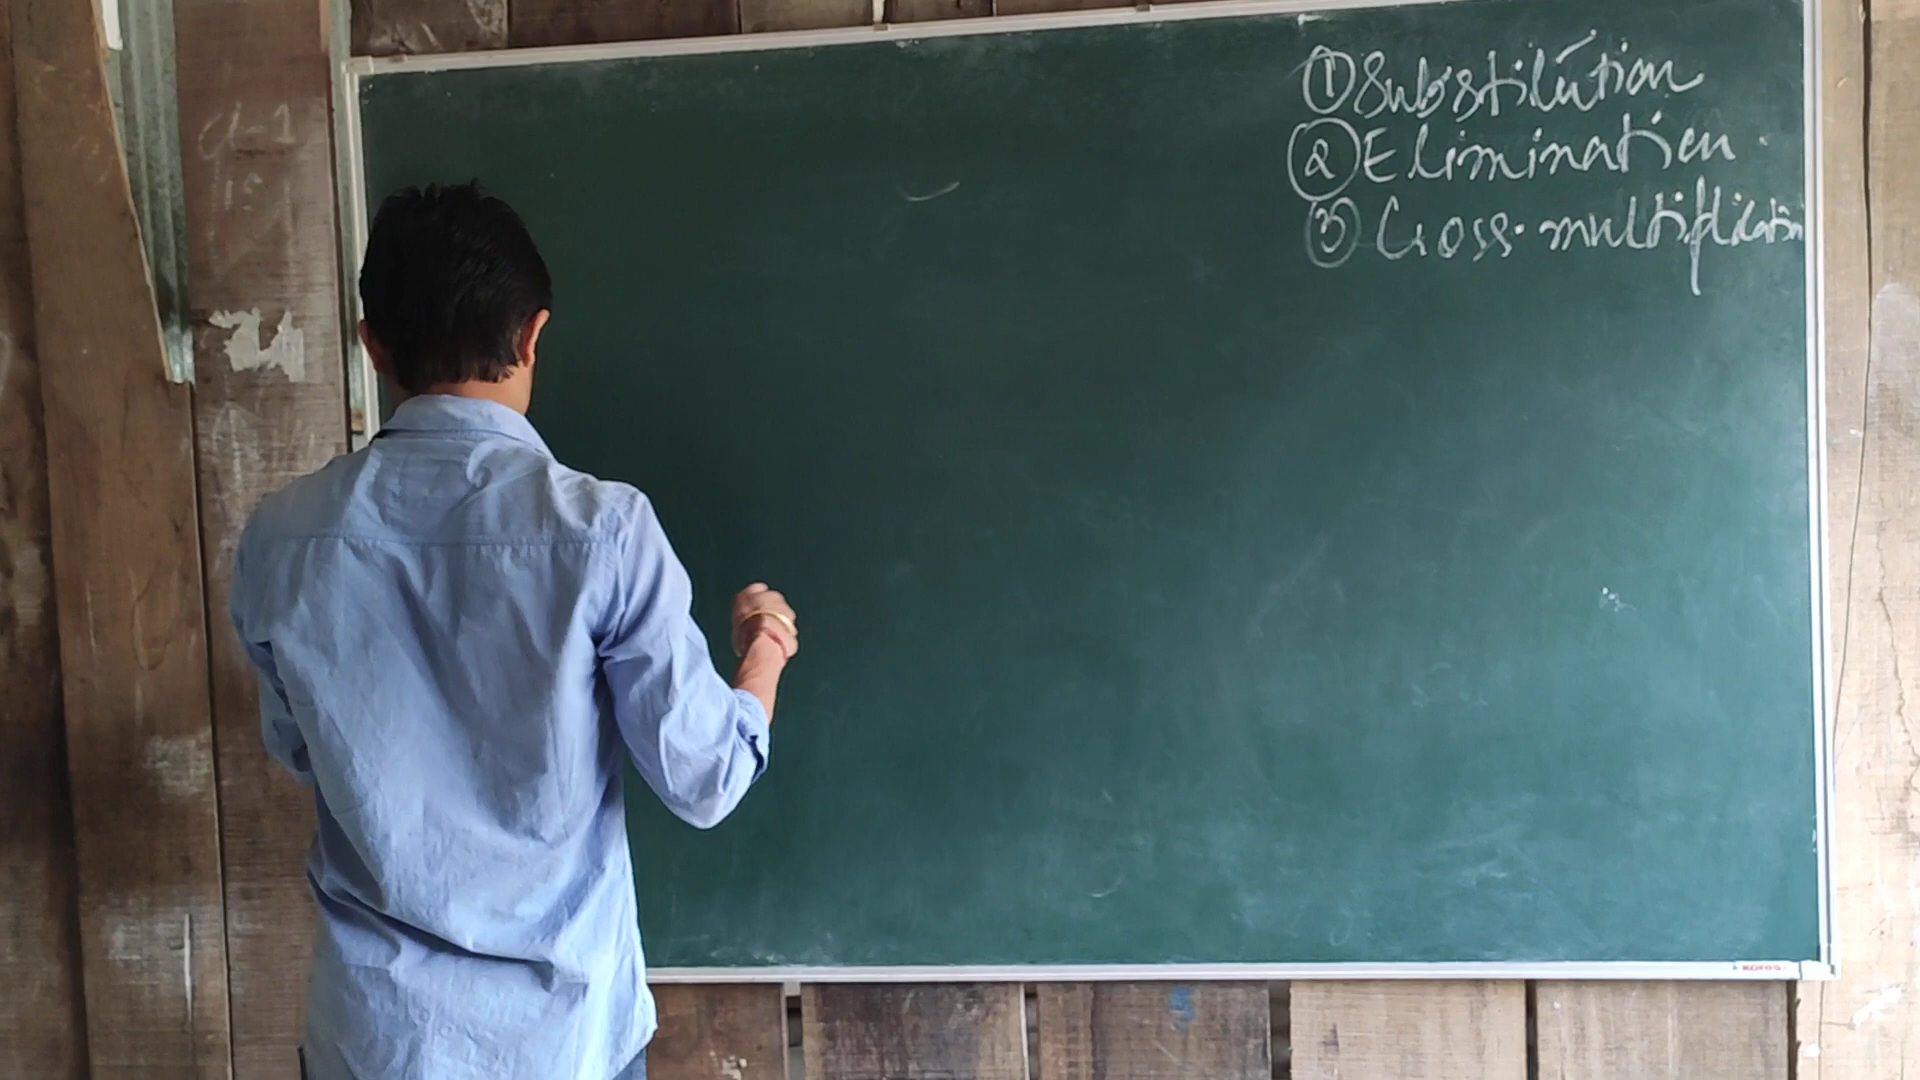 ① Substitution
② Elimination
③ Cross-multiplication